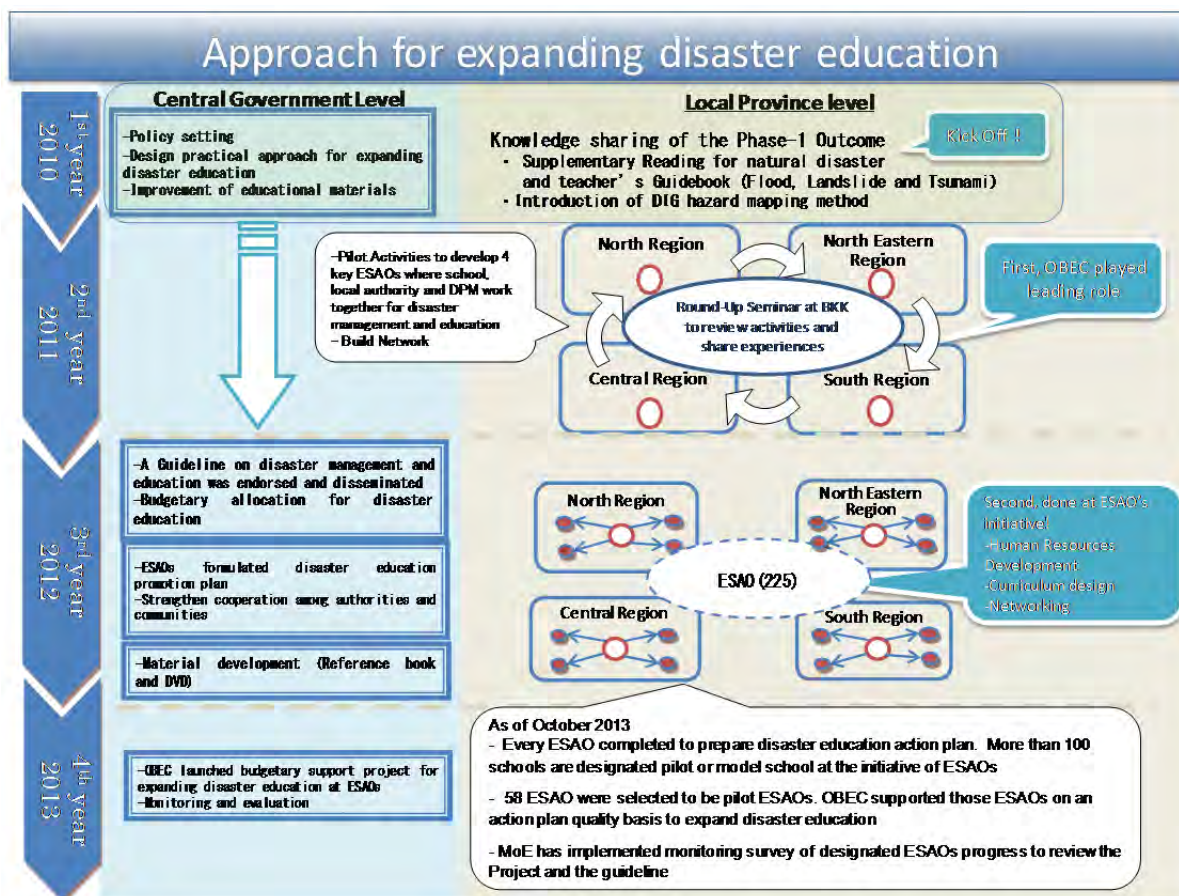 Approach for expanding disaster education
1st year
2010
Central Government Level
-Policy setting
-Design practical approach for expanding
disaster education
-Improvement of educational materials
Local Province level
Knowledge sharing of the Phase-1 Outcome
・ Supplementary Reading for natural disaster
and teacher's Guidebook (Flood, Landslide and Tsunami)
・ Introduction of DIG hazard mapping method
Kick Off !
2nd year
2011
-Pilot Activities to develop 4
key ESAOs where school,
local authority and DPM work
together for disaster
management and education
- Build Network
North Region
North Eastern
Region
Round-Up Seminar at BKK
to review activities and
share experiences
Central Region
South Region
First, OBEC played
leading role
3rd year
2012
-A Guideline on disaster management and
education was endorsed and disseminated
-Budgetary allocation for disaster
education
-ESAOs formulated disaster education
promotion plan
-Strengthen cooperation among authorities and
communities
-Material development (Reference book
and DVD)
North Region
North Eastern
Region
ESAO (225)
Central Region
South Region
Second, done at ESAO's
initiative!
-Human Resources
Development
-Curriculum design
-Networking
4th year
2013
-OBEC launched budgetary support project for
expanding disaster education at ESAOs
-Monitoring and evaluation
As of October 2013
- Every ESAO completed to prepare disaster education action plan. More than 100
schools are designated pilot or model school at the initiative of ESAOs
- 58 ESAO were selected to be pilot ESAOs. OBEC supported those ESAOs on an
action plan quality basis to expand disaster education
- MoE has implemented monitoring survey of designated ESAOs progress to review the
Project and the guideline